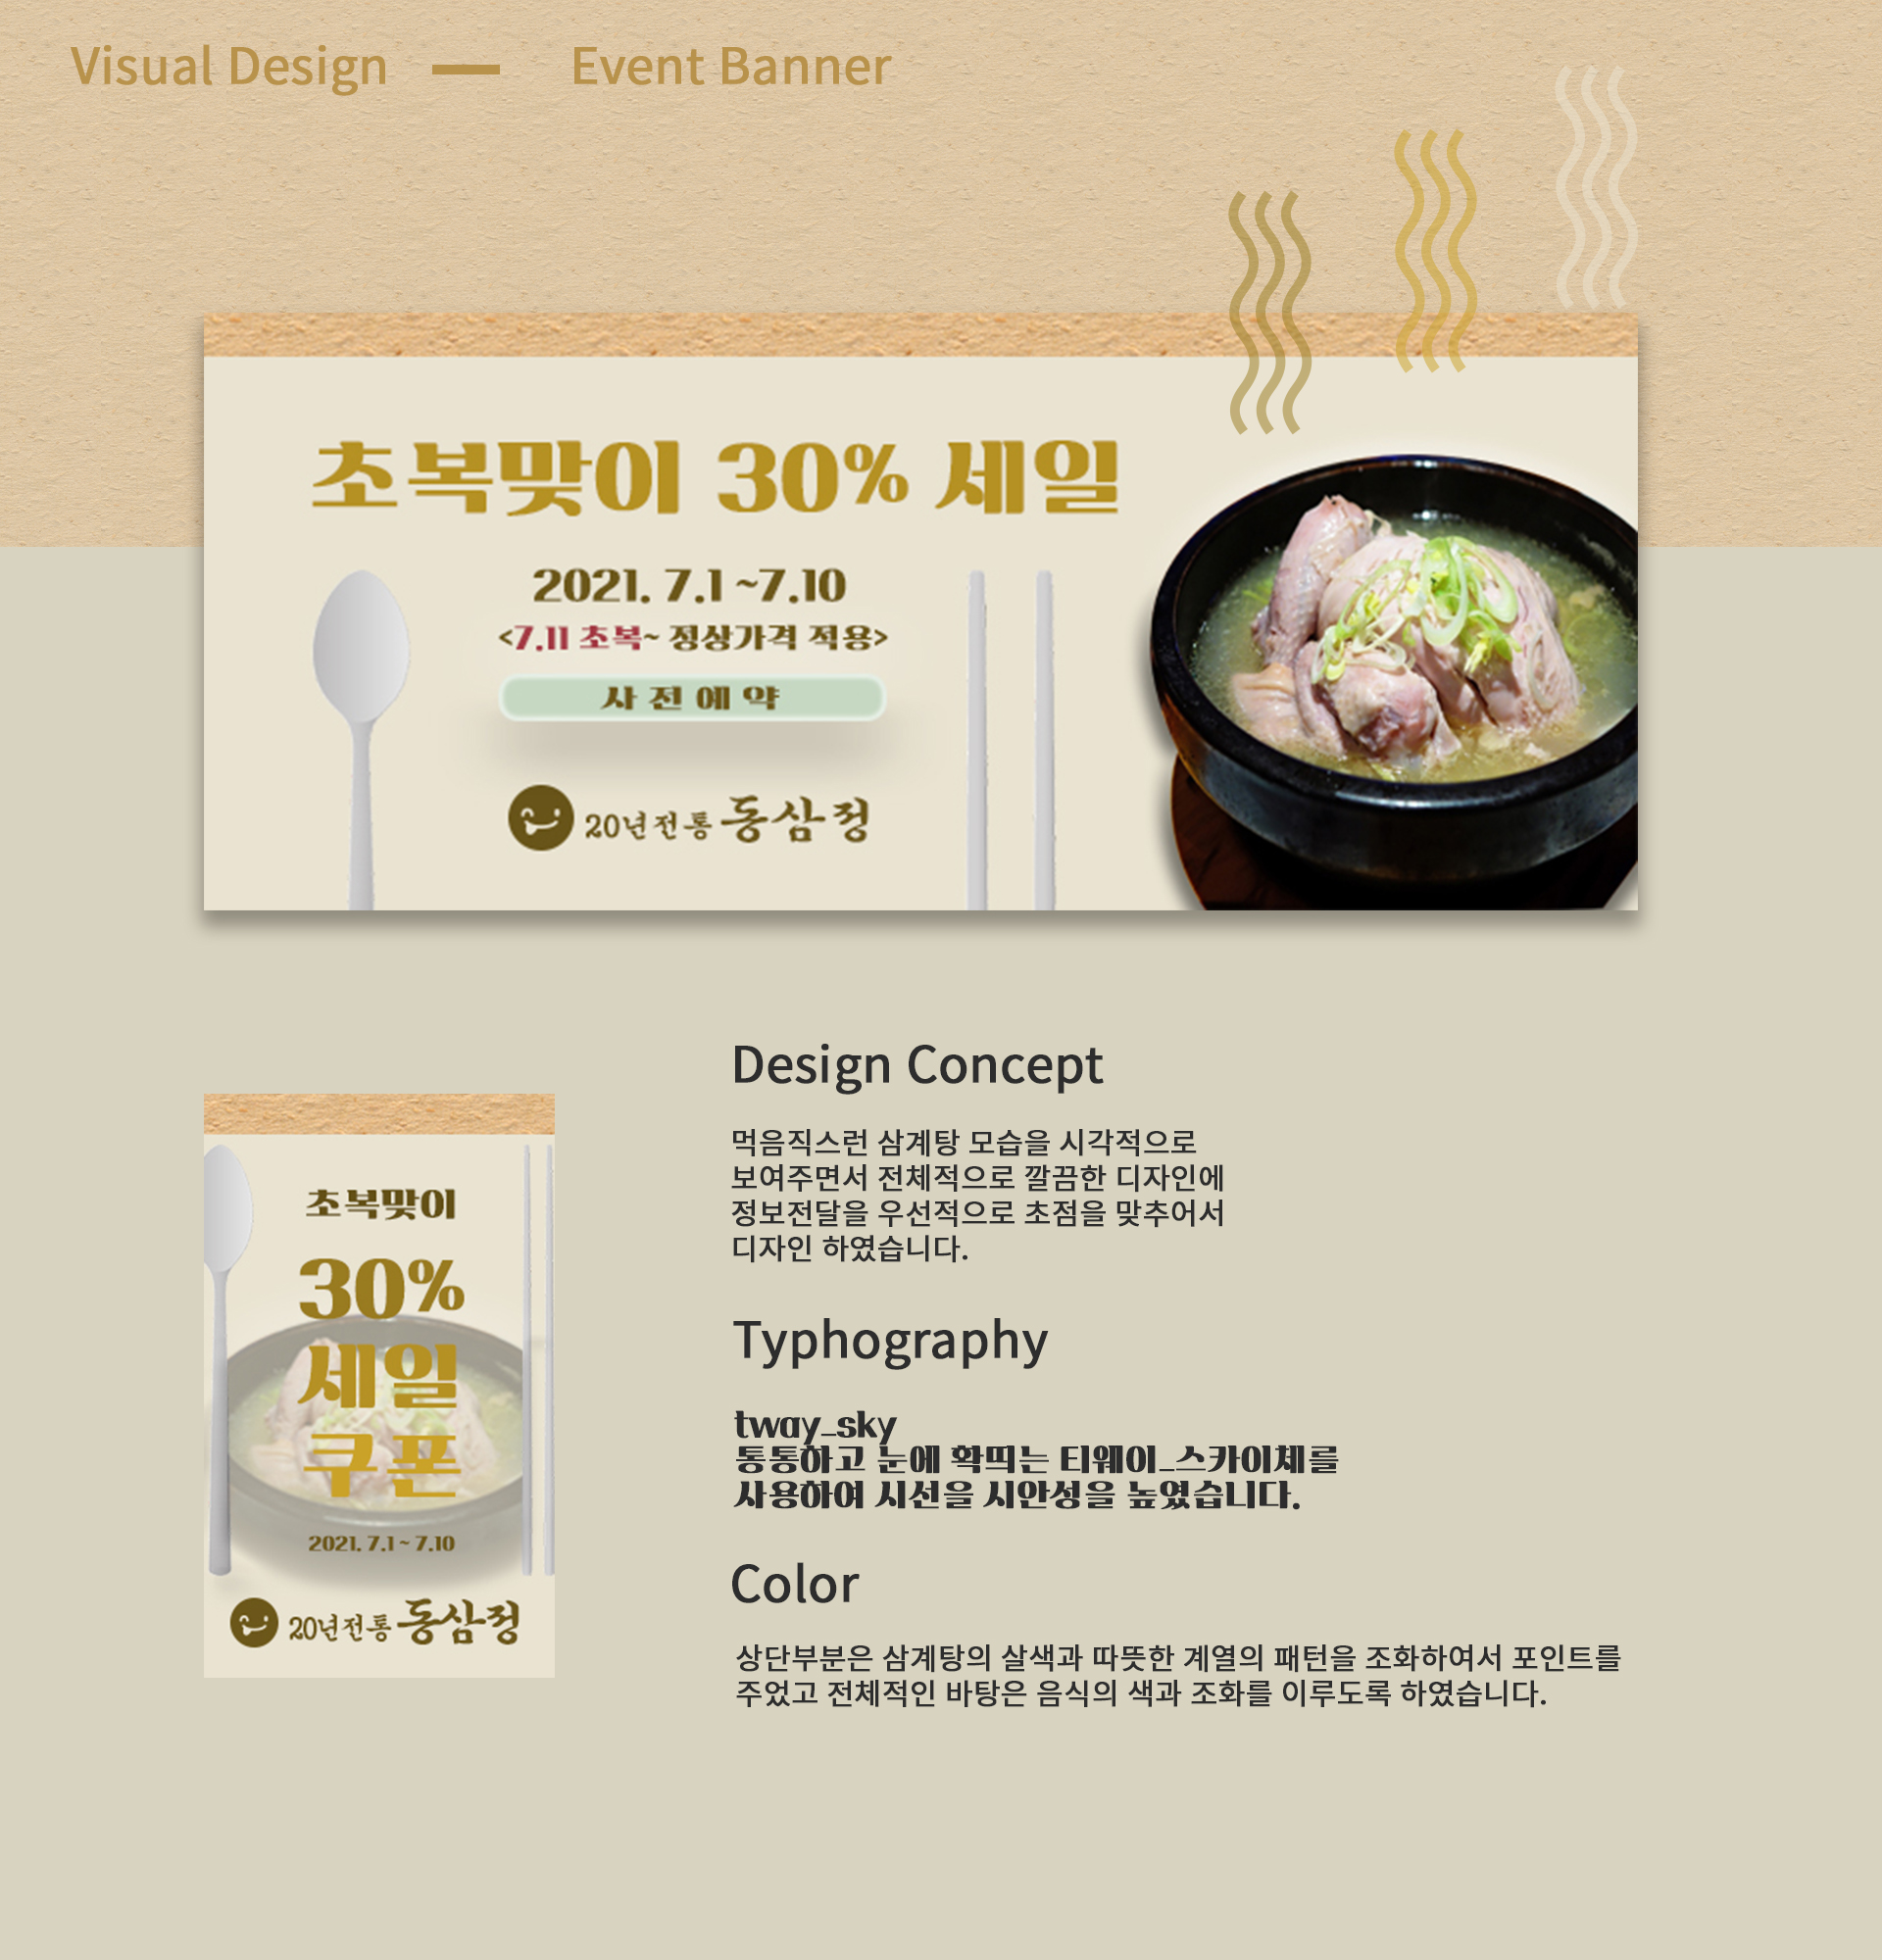 Visual Design — Event Banner
초복맞이 30% 세일
2021. 7.1 ~7.10
<7.11 초복~ 정상가격 적용>
사 전 예 약
20년전통 동삼정
초복맞이
30%
세일
쿠폰
2021. 7.1 ~ 7.10
20년전통 동삼정
Design Concept
먹음직스런 삼계탕 모습을 시각적으로
보여주면서 전체적으로 깔끔한 디자인에
정보전달을 우선적으로 초점을 맞추어서
디자인 하였습니다.
Typhography
tway_sky
통통하고 눈에 확띄는 티웨이_스카이체를
사용하여 시선을 시안성을 높였습니다.
Color
상단부분은 삼계탕의 살색과 따뜻한 계열의 패턴을 조화하여서 포인트를
주었고 전체적인 바탕은 음식의 색과 조화를 이루도록 하였습니다.